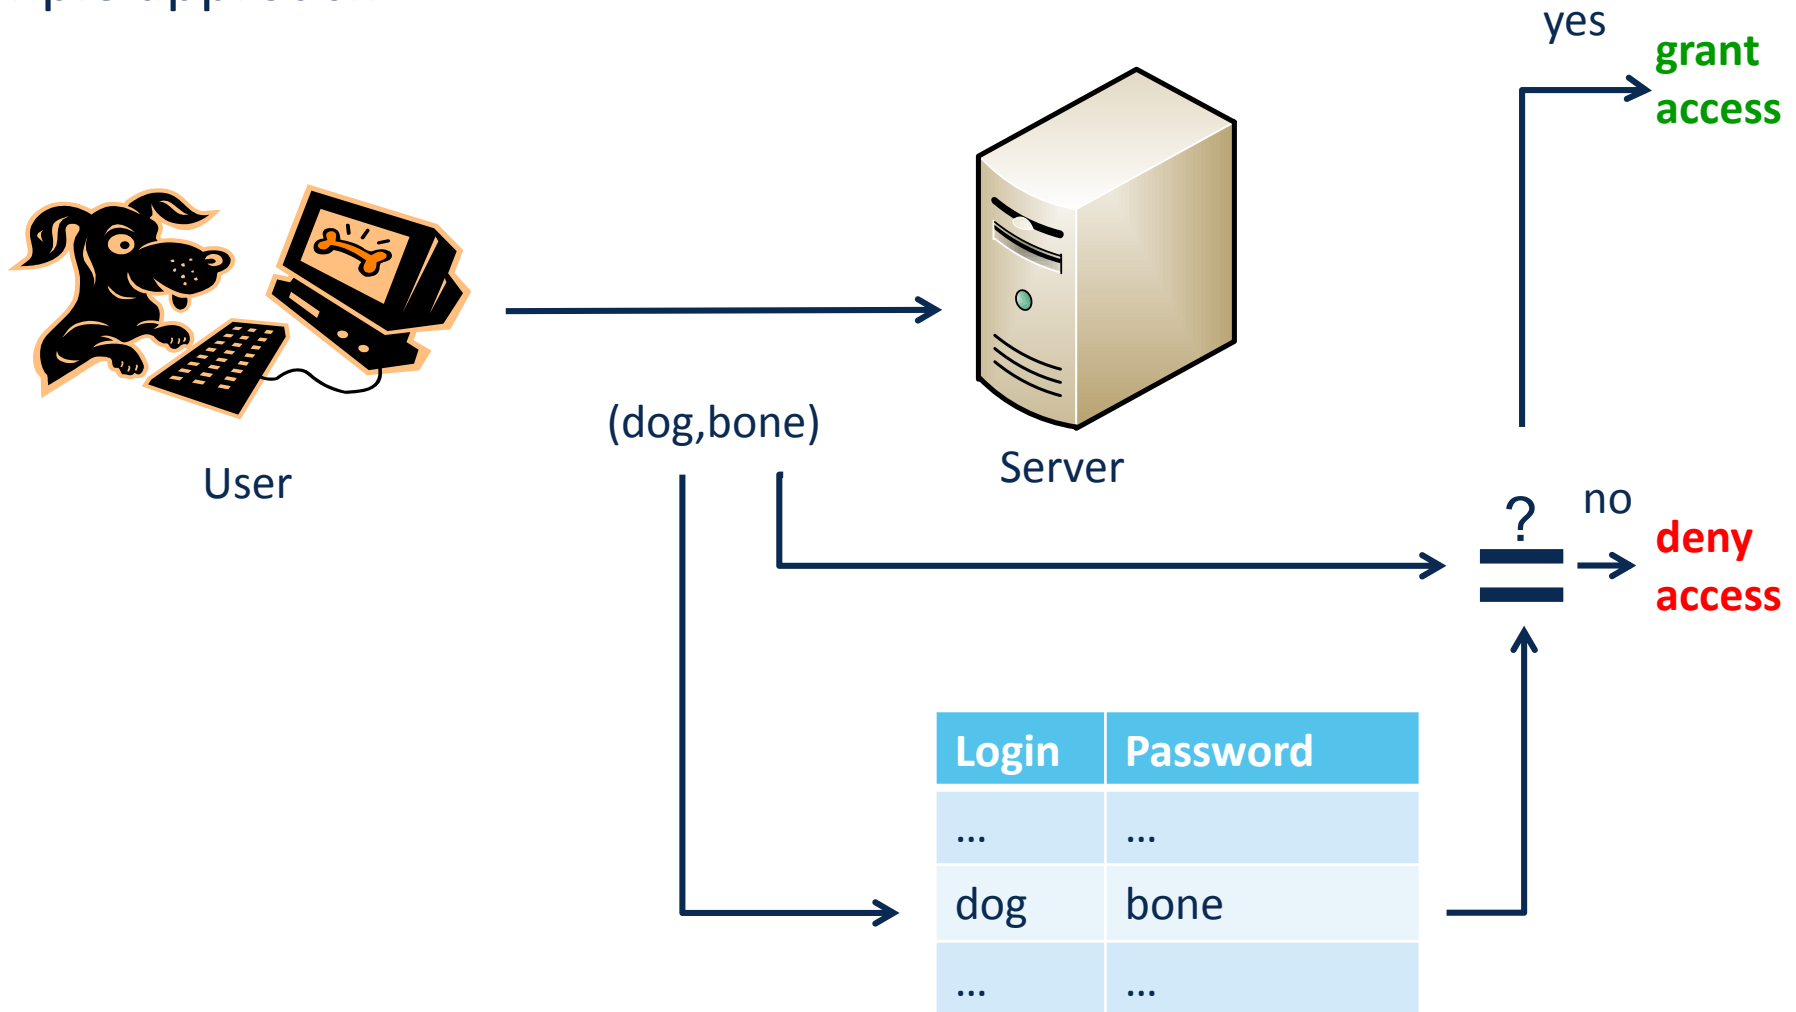 yes
grant
access
(dog,bone)
User
Server
?
no
deny
access
Login Password
... ...
dog bone
... ...